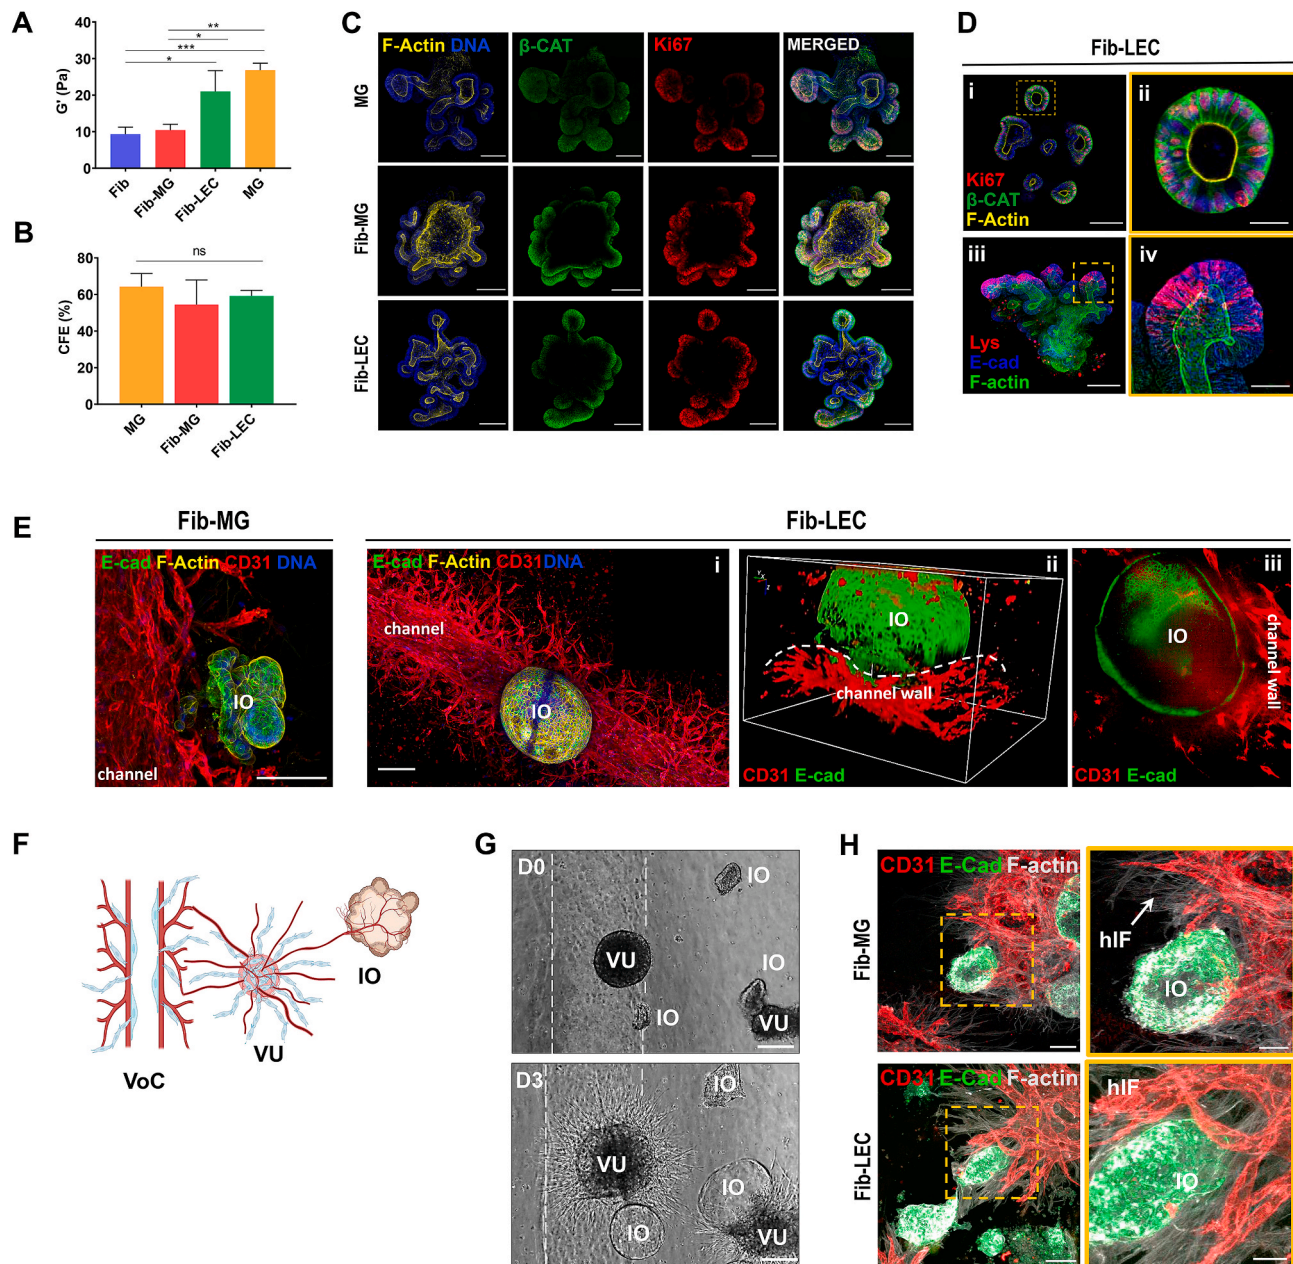 A
G' (Pa)
40
30
20
10
0
**
*
***
*
Fib
Fib-MG
Fib-LEC
MG
B
CFE (%)
80
60
40
20
0
ns
MG
Fib-MG
Fib-LEC
C
F-Actin DNA
β-CAT
Ki67
MERGED
MG
Fib-MG
Fib-LEC
D
Fib-LEC
i
Ki67
β-CAT
F-Actin
ii
iii
Lys
E-cad
F-actin
iv
E
Fib-MG
Fib-LEC
E-cad F-Actin CD31 DNA
IO
channel
E-cad F-Actin CD31DNA
i
channel
IO
ii
IO
channel wall
CD31 E-cad
iii
IO
channel wall
CD31 E-cad
F
IO
VU
VoC
G
D0
IO
VU
IO
IO
VU
D3
IO
VU
IO
IO
VU
H
Fib-MG
CD31 E-Cad F-actin
hIF
IO
Fib-LEC
CD31 E-Cad F-actin
hIF
IO